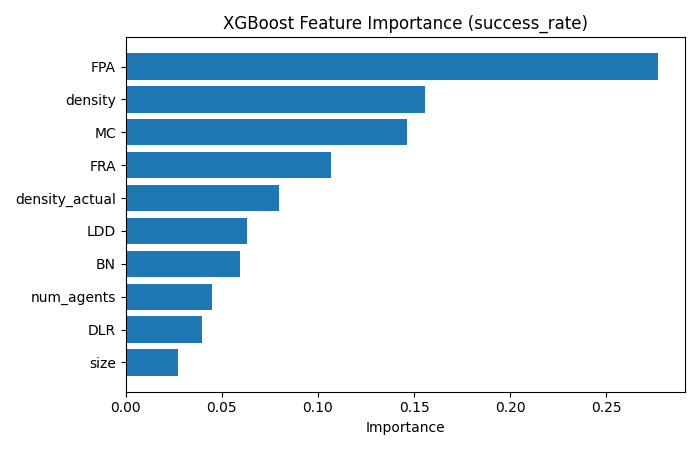 XGBoost Feature Importance (success_rate)
FPA
density
MC
FRA
density_actual
LDD
BN
num_agents
DLR
size
0.00 0.05 0.10 0.15 0.20 0.25
Importance